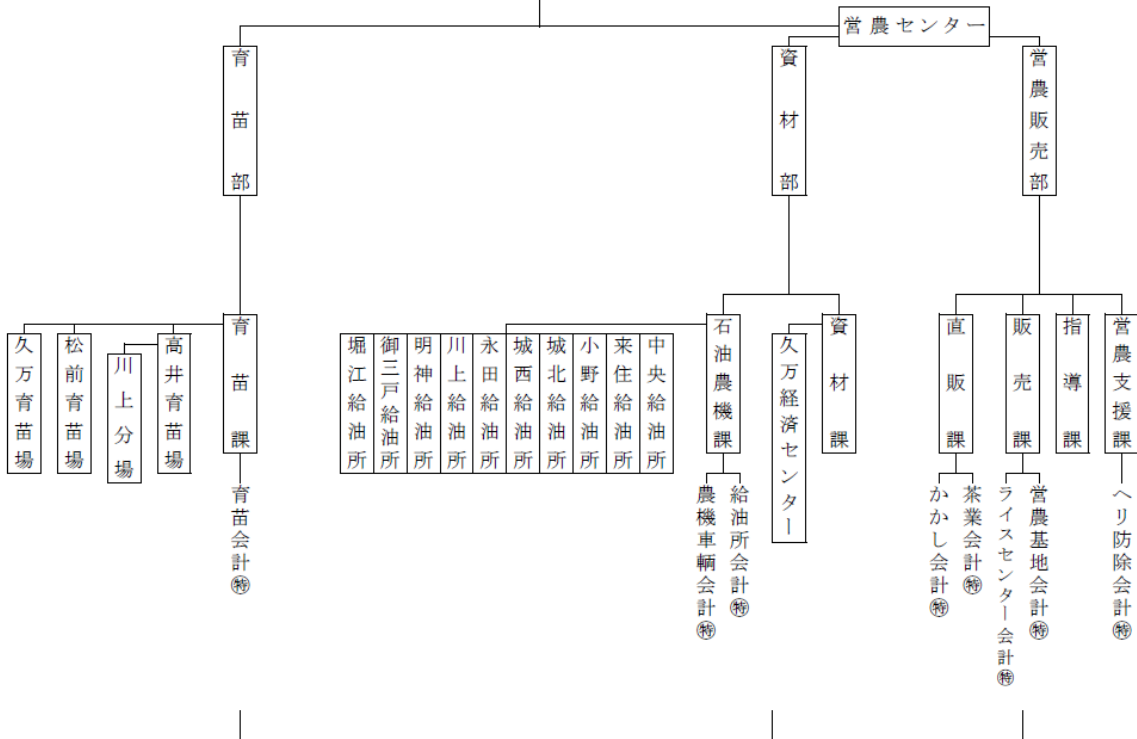 営農センター
営農販売部
資材部
育苗部
営農支援課
指導課
販売課
直販課
資材課
久万経済センター
石油農機課
中央給油所
来住給油所
小野給油所
城北給油所
城西給油所
永田給油所
川上給油所
明神給油所
御三戸給油所
堀江給油所
育苗課
高井育苗場
川上分場
松前育苗場
久万育苗場
ヘリ防除会計㊕
営農基地会計㊕
ライスセンター会計㊕
茶業会計㊕
かかし会計㊕
給油所会計㊕
農機車輌会計㊕
育苗会計㊕